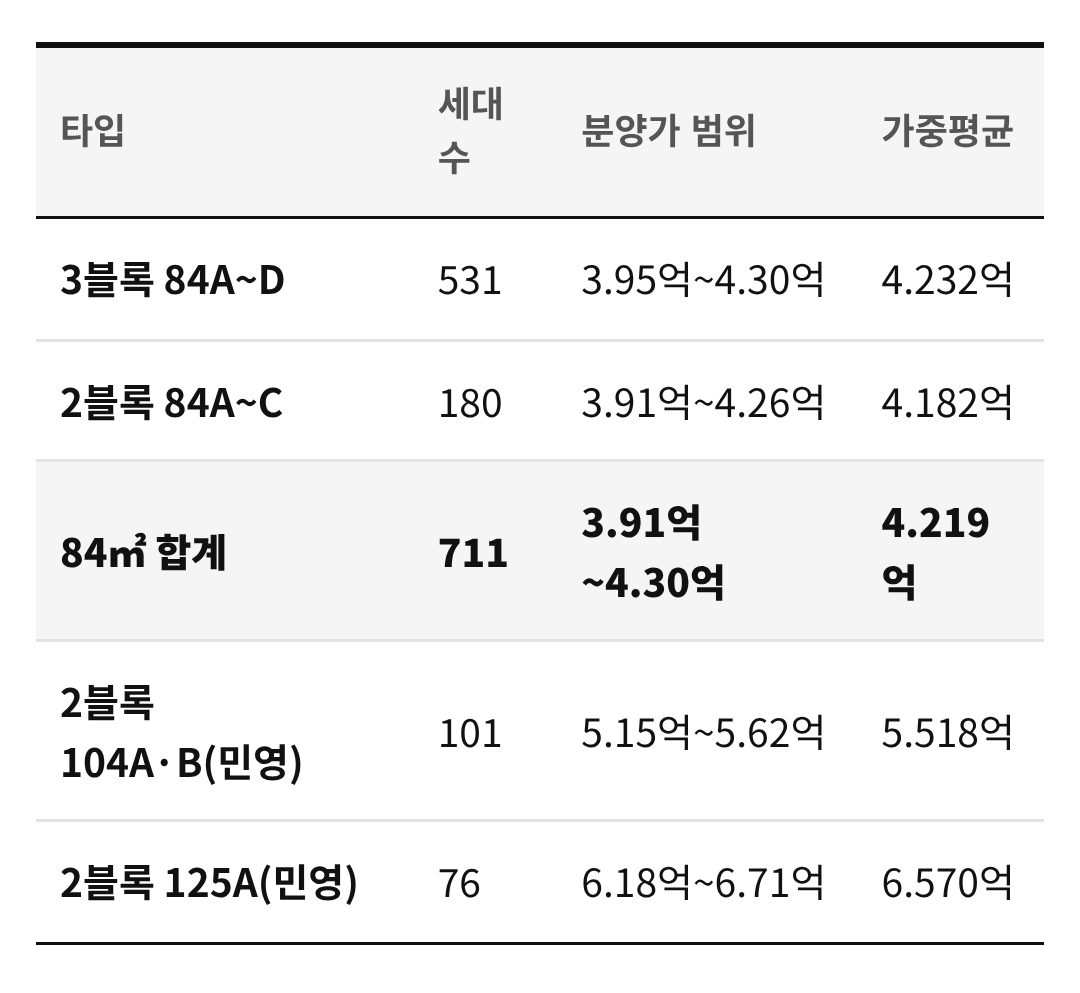 타입 세대 분양가 범위 가중평균
수
3블록 84A~D 531 3.95억~4.30억 4.232억
2블록 84A~C 180 3.91억~4.26억 4.182억
84㎡ 합계 711 3.91억 4.219
~4.30억 억
2블록
104A·B(민영) 101 5.15억~5.62억 5.518억
2블록 125A(민영) 76 6.18억~6.71억 6.570억